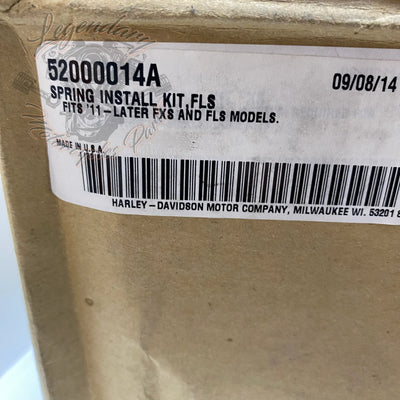 Legendary
52000014A
09/08/14
SPRING INSTALL KIT,FLS
FITS '11-LATER FXS AND FLS MODELS.
MADE IN U.S.A.
HARLEY-DAVIDSON MOTOR COMPANY, MILWAUKEE WI. 53201